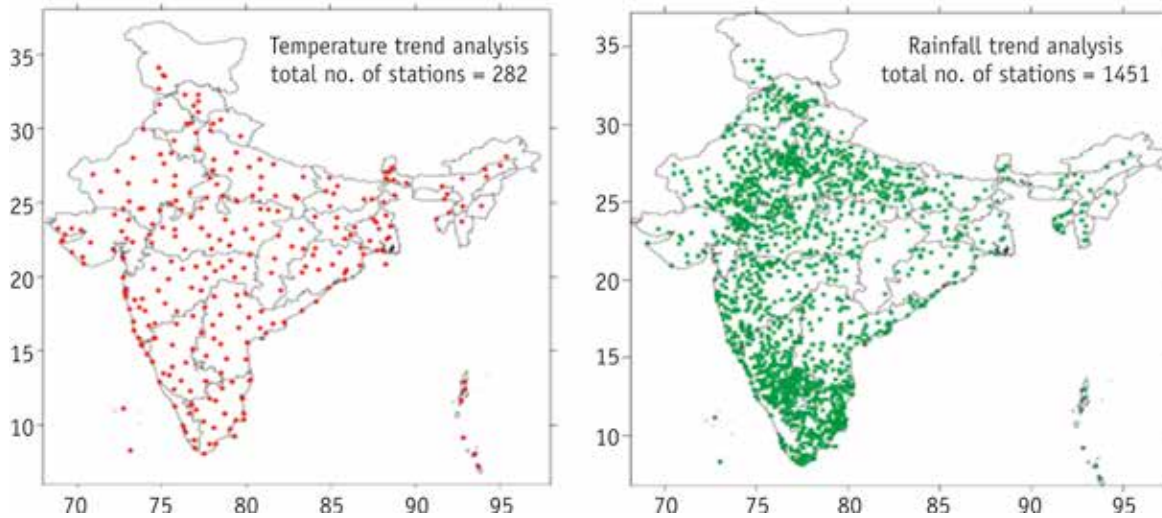 Temperature trend analysis
total no. of stations = 282
35
30
25
20
15
10
70 75 80 85 90 95
Rainfall trend analysis
total no. of stations = 1451
35
30
25
20
15
10
70 75 80 85 90 95